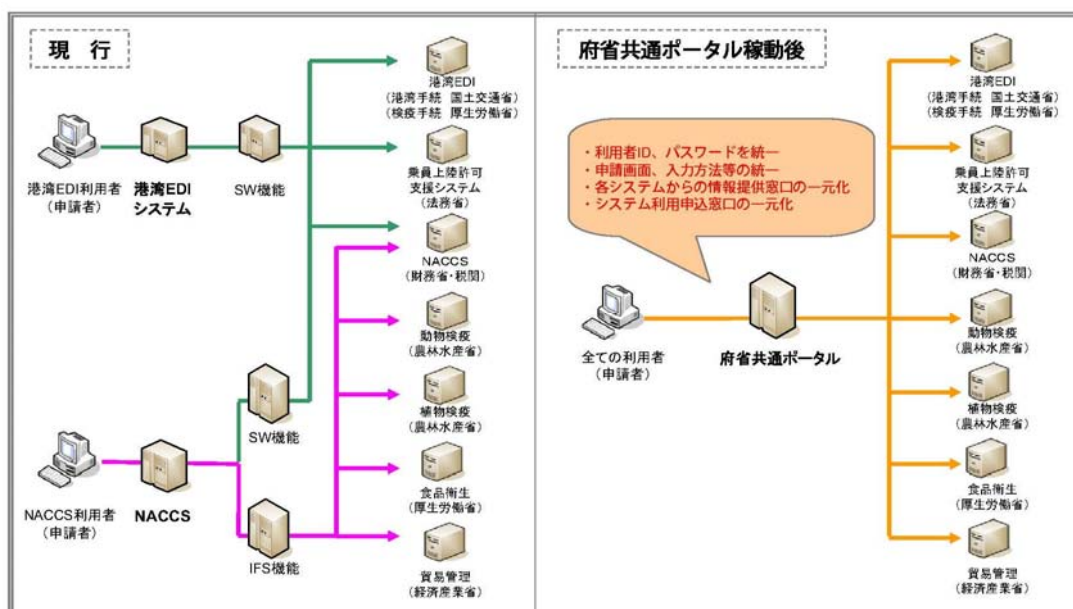 現 行
港湾EDI
(港湾手続 国土交通省)
(検疫手続 厚生労働省)
港湾EDI利用者
(申請者)
港湾EDI
システム
SW機能
乗員上陸許可
支援システム
(法務省)
NACCS
(財務省・税関)
動物検疫
(農林水産省)
植物検疫
(農林水産省)
SW機能
NACCS利用者
(申請者)
NACCS
IFS機能
食品衛生
(厚生労働省)
貿易管理
(経済産業省)
府省共通ポータル稼動後
・利用者ID、パスワードを統一
・申請画面、入力方法等の統一
・各システムからの情報提供窓口の一元化
・システム利用申込窓口の一元化
全ての利用者
(申請者)
府省共通ポータル
港湾EDI
(港湾手続 国土交通省)
(検疫手続 厚生労働省)
乗員上陸許可
支援システム
(法務省)
NACCS
(財務省・税関)
動物検疫
(農林水産省)
植物検疫
(農林水産省)
食品衛生
(厚生労働省)
貿易管理
(経済産業省)